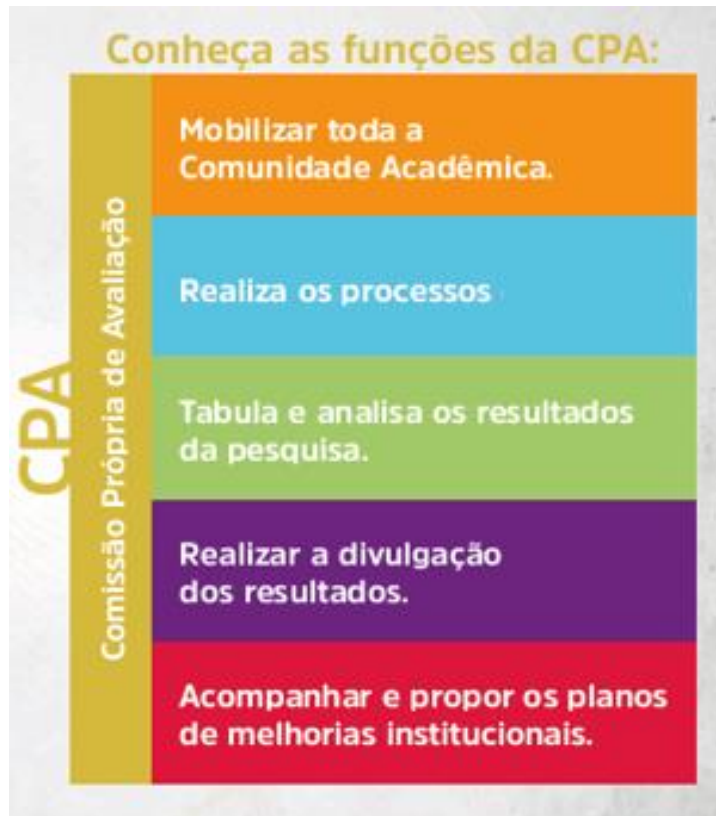 Conheça as funções da CPA:
CPA
Comissão Própria de Avaliação
Mobilizar toda a
Comunidade Acadêmica.
Realiza os processos
Tabula e analisa os resultados
da pesquisa.
Realizar a divulgação
dos resultados.
Acompanhar e propor os planos
de melhorias institucionais.